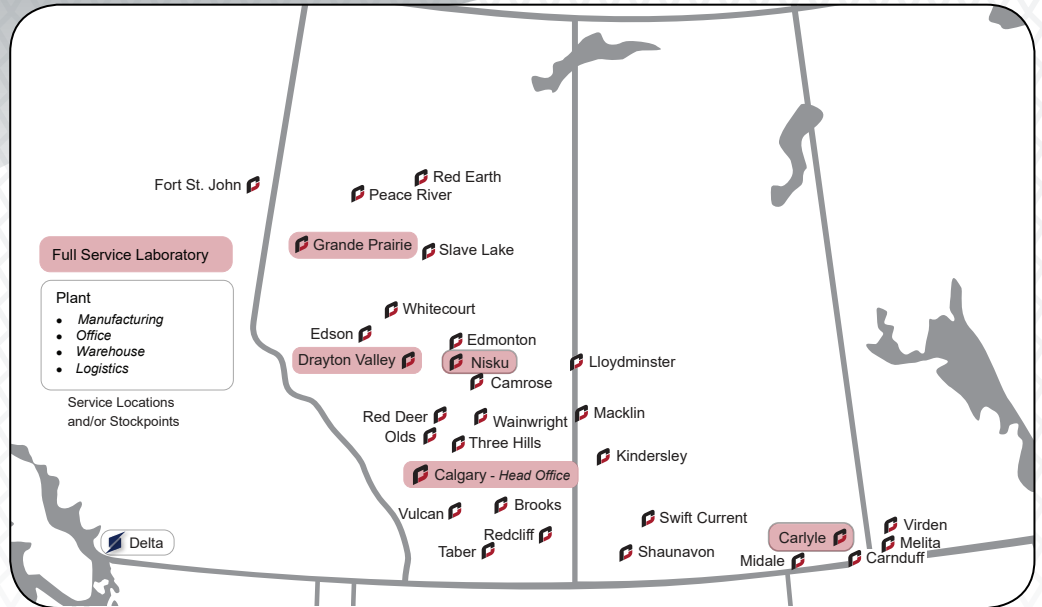 Fort St. John
Red Earth
Peace River
Grande Prairie
Slave Lake
Full Service Laboratory
Plant
• Manufacturing
• Office
• Warehouse
• Logistics
Service Locations
and/or Stockpoints
Whitecourt
Edson
Edmonton
Drayton Valley
Nisku
Lloydminster
Camrose
Red Deer
Wainwright
Macklin
Olds
Three Hills
Kindersley
Calgary - Head Office
Vulcan
Brooks
Swift Current
Redcliff
Taber
Shaunavon
Carlyle
Virden
Melita
Midale
Carnduff
Delta